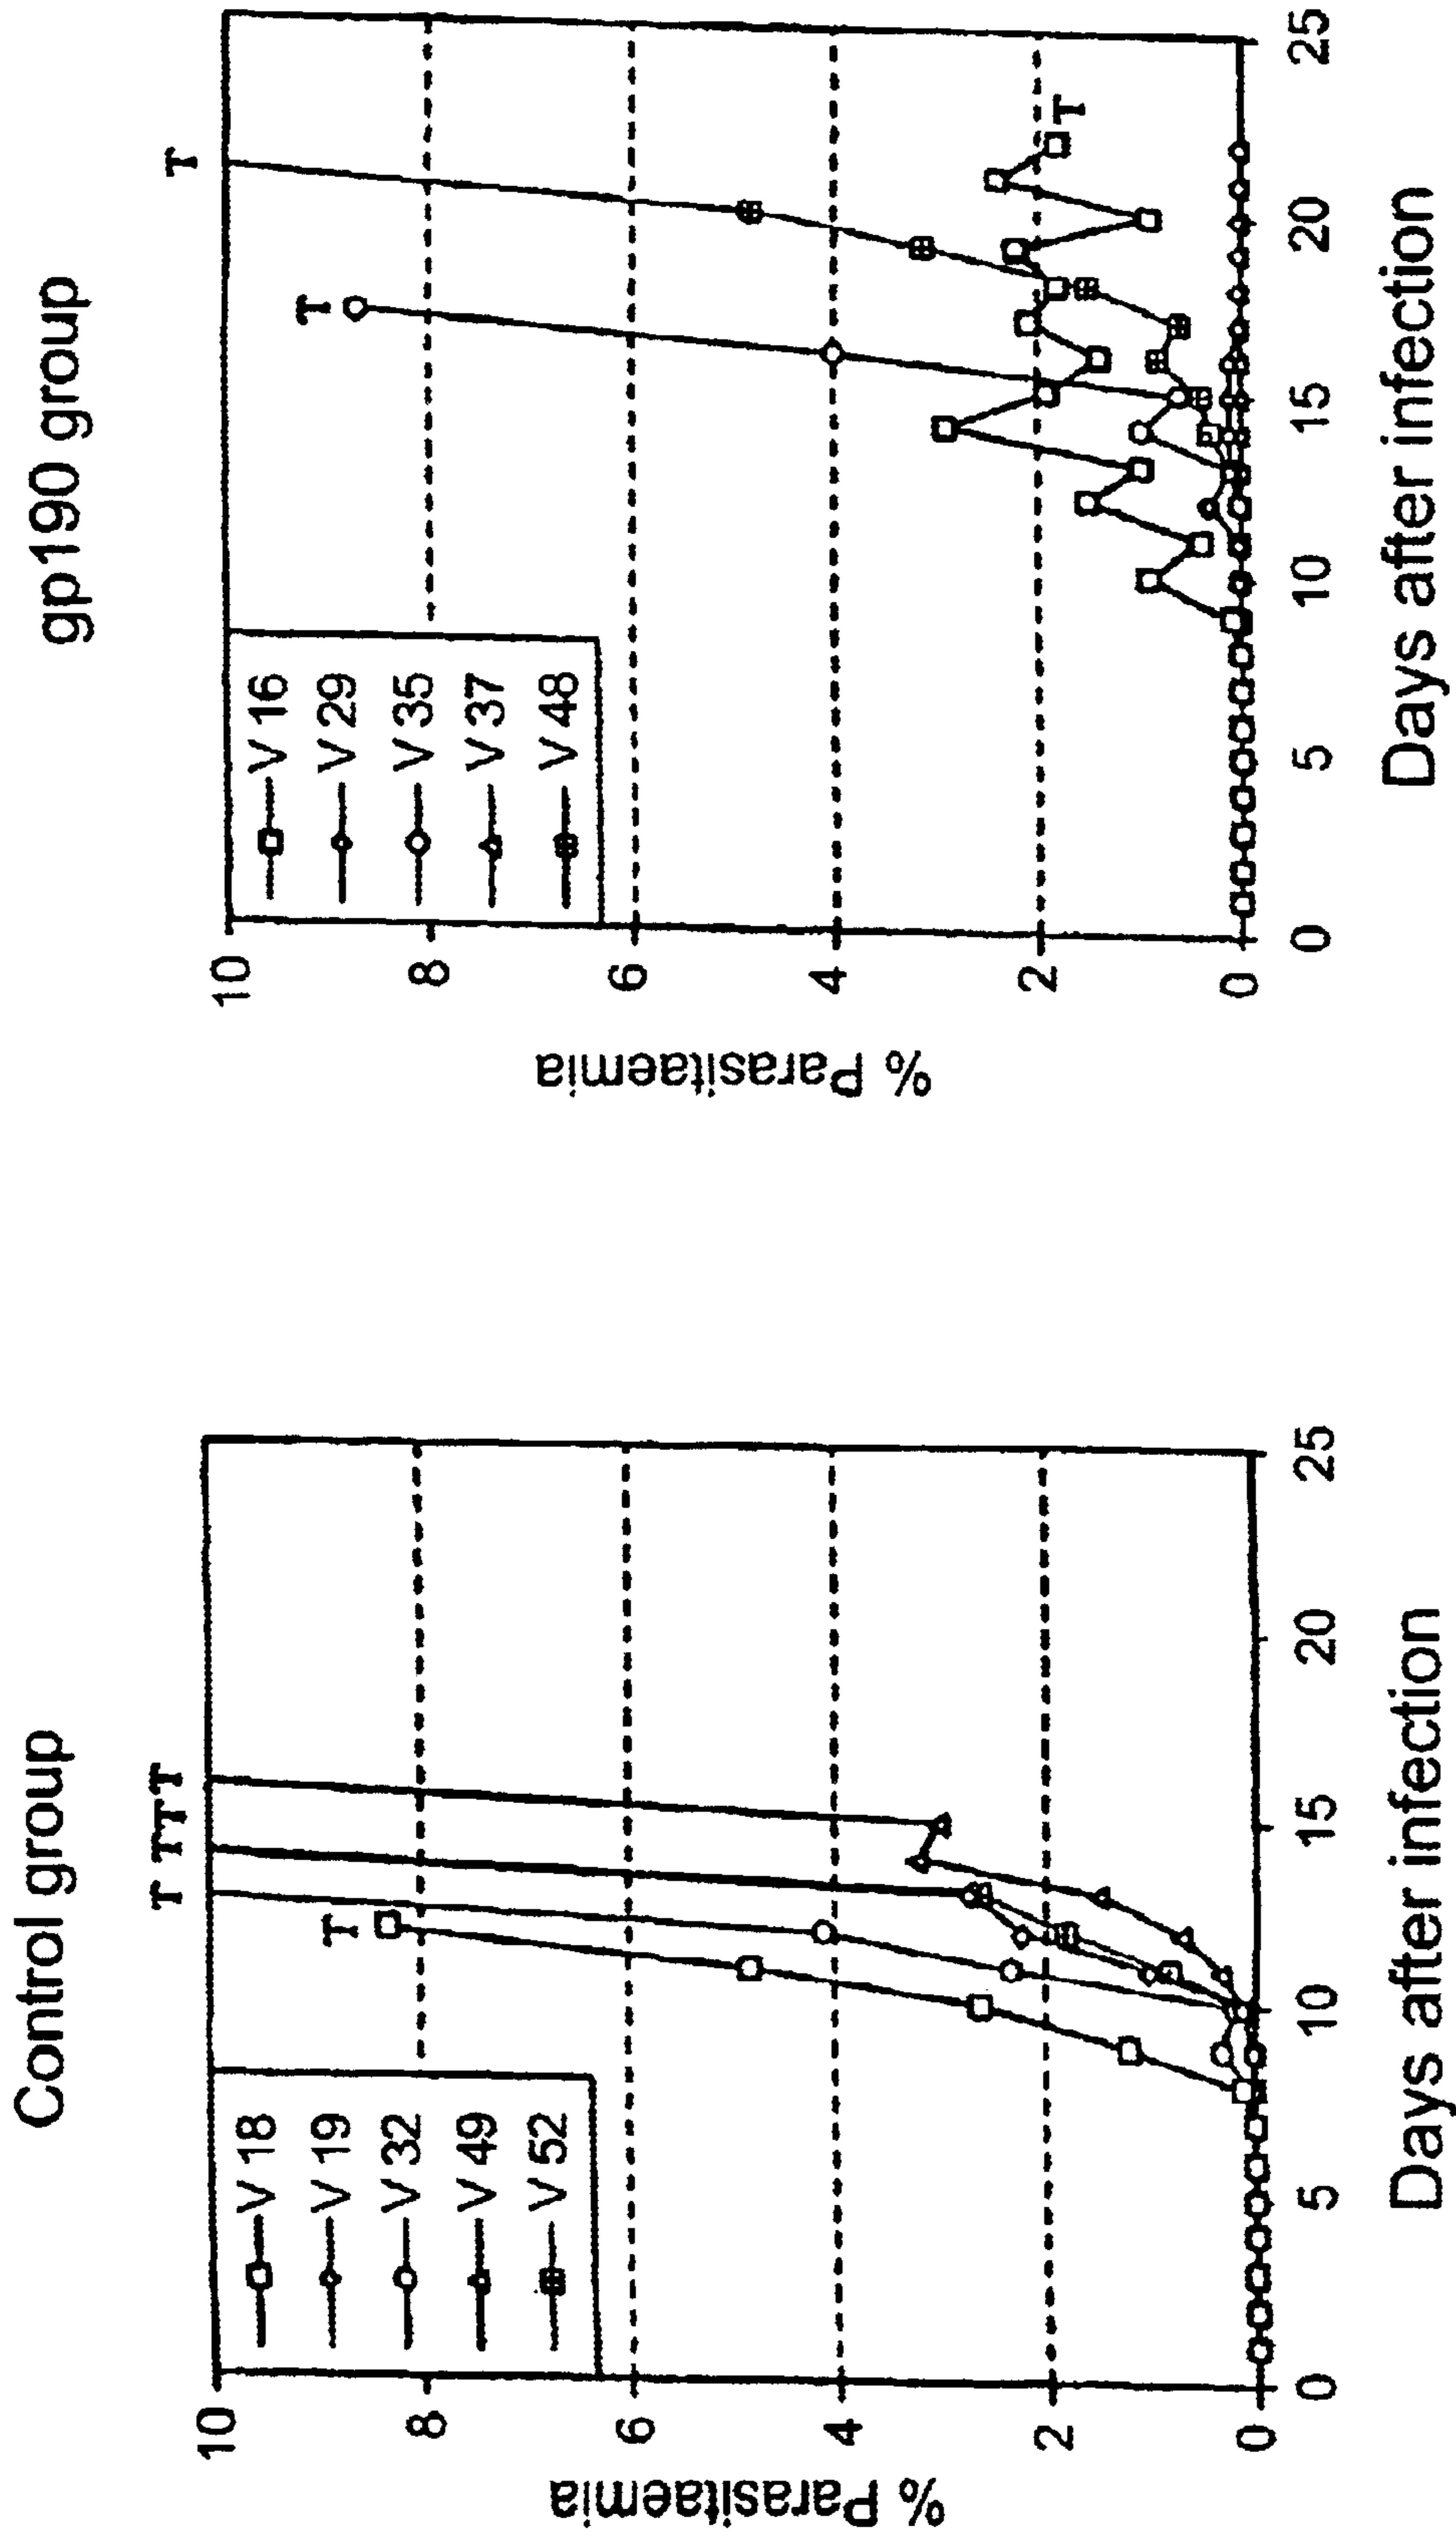 Control group
% Parasitaemia
10
8
6
4
2
0
V 18
V 19
V 32
V 49
V 52
T
T
T
T
T
0
5
10
15
20
25
Days after infection
gp190 group
% Parasitaemia
10
8
6
4
2
0
V 16
V 29
V 35
V 37
V 48
T
T
T
0
5
10
15
20
25
Days after infection